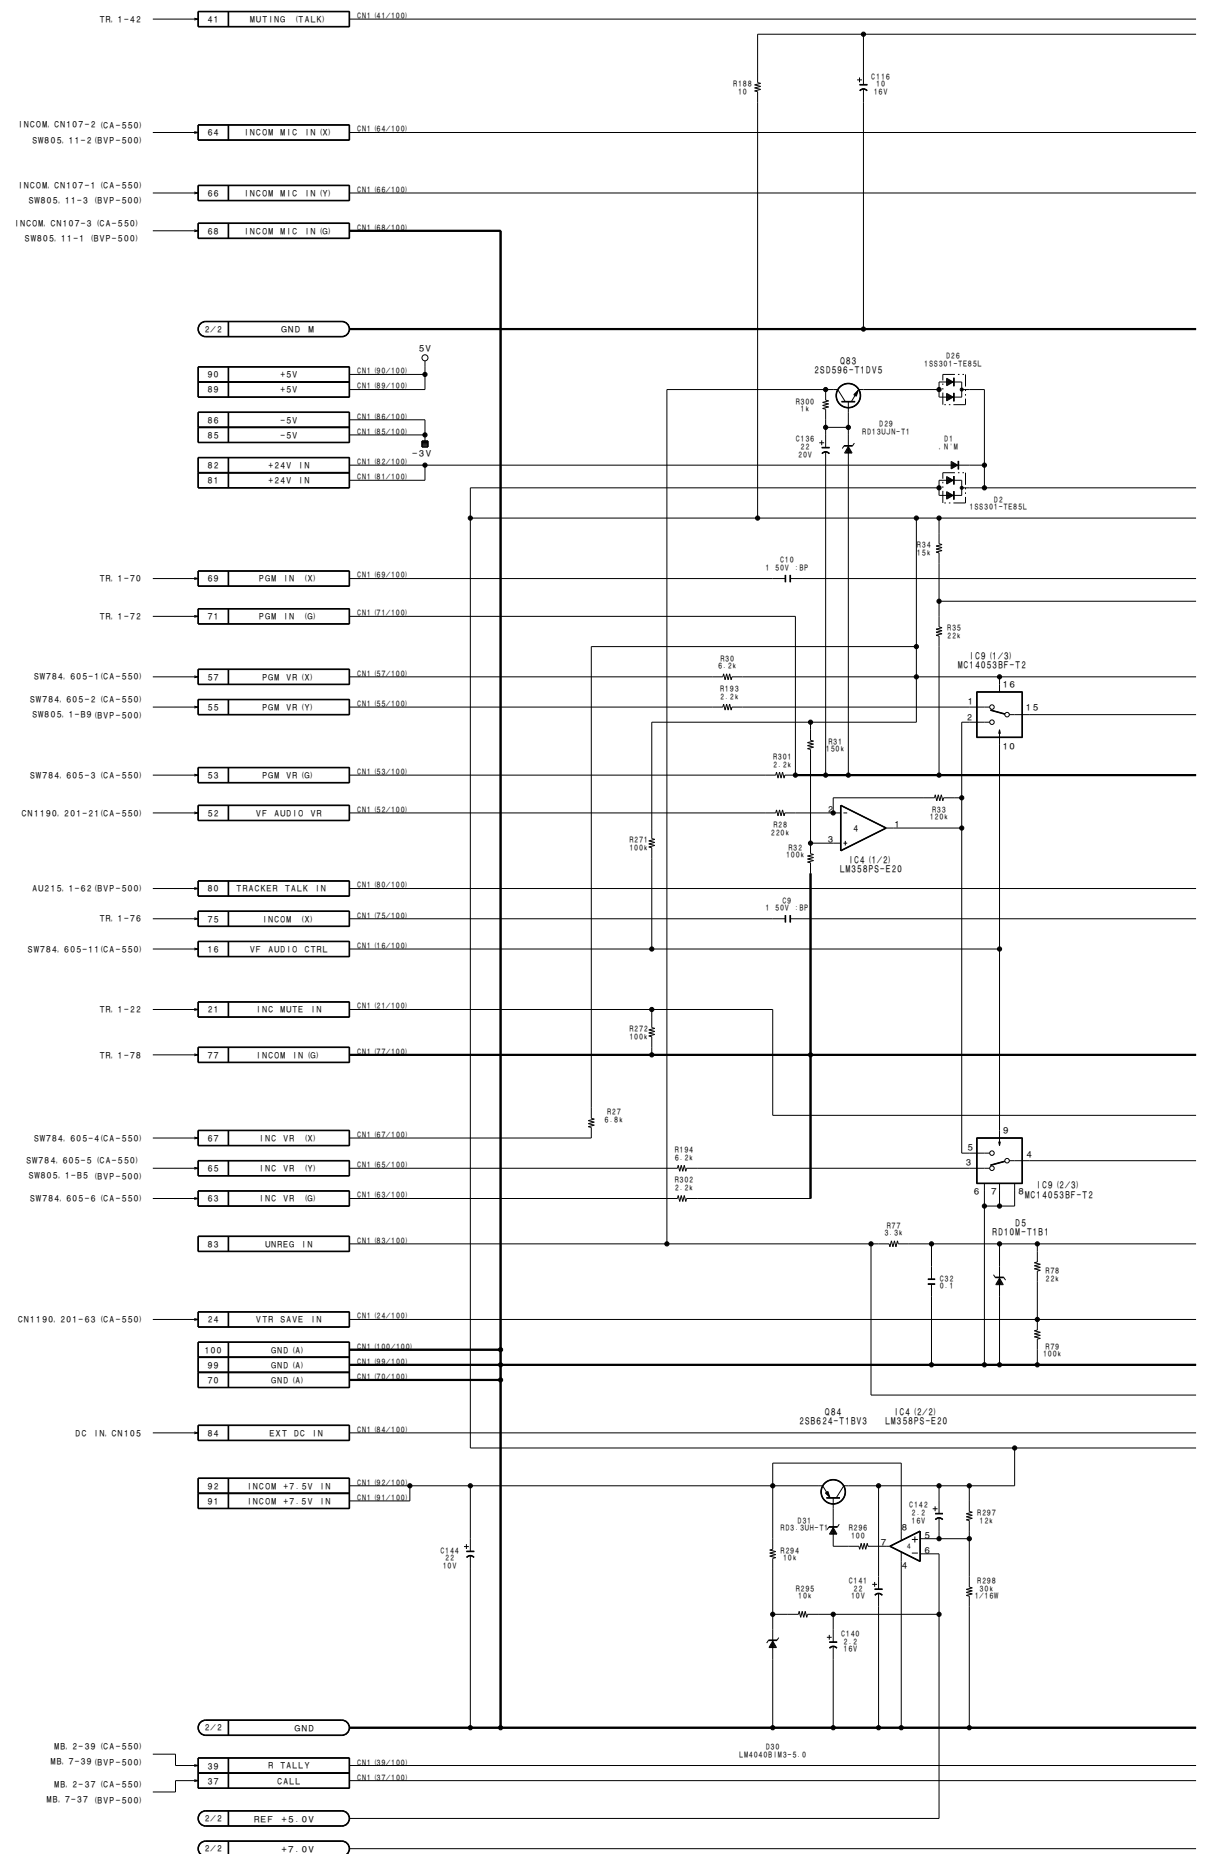 TR. 1-42
41 MUTING (TALK) CN1 (41/100)
R188
10
C116
10
16V
INCOM. CN107-2 (CA-550)
SW805. 11-2 (BVP-500)
64 INCOM MIC IN (X) CN1 (64/100)
INCOM. CN107-1 (CA-550)
SW805. 11-3 (BVP-500)
66 INCOM MIC IN (Y) CN1 (66/100)
INCOM. CN107-3 (CA-550)
SW805. 11-1 (BVP-500)
68 INCOM MIC IN (G) CN1 (68/100)
2/2 GND M
5V
90 +5V CN1 (90/100)
89 +5V CN1 (89/100)
86 -5V CN1 (86/100)
85 -5V CN1 (85/100)
-3V
82 +24V IN CN1 (82/100)
81 +24V IN CN1 (81/100)
Q83
2SD596-T1DV5
D26
1SS301-TE85L
R300
1k
D29
RD13UJN-T1
C136
22
20V
D1
.N'M
D2
1SS301-TE85L
R34
15k
C10
1 50V :BP
TR. 1-70
69 PGM IN (X) CN1 (69/100)
TR. 1-72
71 PGM IN (G) CN1 (71/100)
R35
22k
IC9 (1/3)
MC14053BF-T2
16
1
2
15
10
R30
6.2k
SW784. 605-1 (CA-550)
57 PGM VR (X) CN1 (57/100)
R193
2.2k
SW784. 605-2 (CA-550)
SW805. 1-B9 (BVP-500)
55 PGM VR (Y) CN1 (55/100)
R31
150k
R301
2.2k
SW784. 605-3 (CA-550)
53 PGM VR (G) CN1 (53/100)
CN1190. 201-21 (CA-550)
52 VF AUDIO VR CN1 (52/100)
R28
220k
R33
120k
2
-
4
1
3
+
R271
100k
R32
100k
IC4 (1/2)
LM358PS-E20
AU215. 1-62 (BVP-500)
80 TRACKER TALK IN CN1 (80/100)
C9
1 50V :BP
TR. 1-76
75 INCOM (X) CN1 (75/100)
SW784. 605-11 (CA-550)
16 VF AUDIO CTRL CN1 (16/100)
TR. 1-22
21 INC MUTE IN CN1 (21/100)
R272
100k
TR. 1-78
77 INCOM IN (G) CN1 (77/100)
R27
6.8k
SW784. 605-4 (CA-550)
67 INC VR (X) CN1 (67/100)
SW784. 605-5 (CA-550)
SW805. 1-B5 (BVP-500)
65 INC VR (Y) CN1 (65/100)
R194
6.2k
R302
2.2k
SW784. 605-6 (CA-550)
63 INC VR (G) CN1 (63/100)
9
5
3
4
6 7 8
IC9 (2/3)
MC14053BF-T2
83 UNREG IN CN1 (83/100)
R77
3.3k
D5
RD10M-T1B1
C32
0.1
R78
22k
CN1190. 201-63 (CA-550)
24 VTR SAVE IN CN1 (24/100)
R79
100k
100 GND (A) CN1 (100/100)
99 GND (A) CN1 (99/100)
70 GND (A) CN1 (70/100)
Q84
2SB624-T1BV3
IC4 (2/2)
LM358PS-E20
DC IN. CN105
84 EXT DC IN CN1 (84/100)
92 INCOM +7.5V IN CN1 (92/100)
91 INCOM +7.5V IN CN1 (91/100)
C144
22
10V
D31
RD3.3UH-T1
R296
100
C142
2.2
16V
R297
12k
8
7
4
+
-
5
6
4
R294
10k
R295
10k
C141
22
10V
R298
30k
1/16W
C140
2.2
16V
2/2 GND
D30
LM4040BIM3-5.0
MB. 2-39 (CA-550)
MB. 7-39 (BVP-500)
39 R TALLY CN1 (39/100)
MB. 2-37 (CA-550)
MB. 7-37 (BVP-500)
37 CALL CN1 (37/100)
2/2 REF +5.0V
2/2 +7.0V